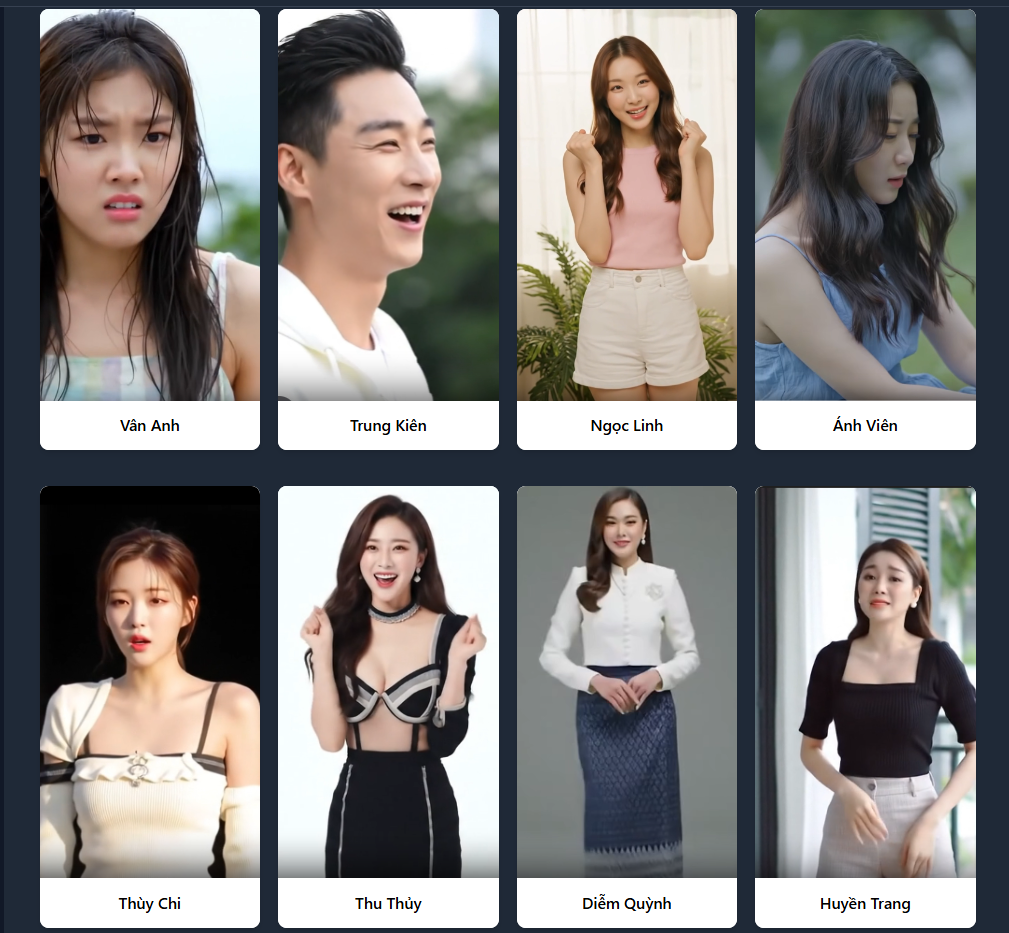 Vân Anh
Trung Kiên
Ngọc Linh
Ánh Viên
Thùy Chi
Thu Thủy
Diễm Quỳnh
Huyền Trang